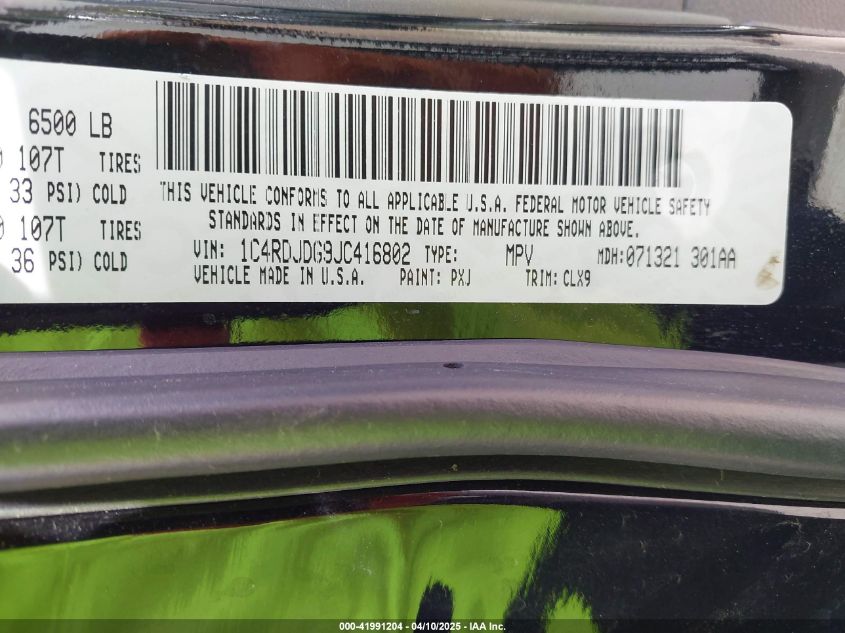 6500 LB
107T TIRES
33 PSI) COLD
107T TIRES
36 PSI) COLD
THIS VEHICLE CONFORMS TO ALL APPLICABLE U.S.A. FEDERAL MOTOR VEHICLE SAFETY
STANDARDS IN EFFECT ON THE DATE OF MANUFACTURE SHOWN ABOVE.
VIN: 1C4RDJDG9JC416802 TYPE: MPV MDH:071321 301AA
VEHICLE MADE IN U.S.A. PAINT: PXJ TRIM: CLX9
000-41991204 - 04/10/2025 - IAA Inc.